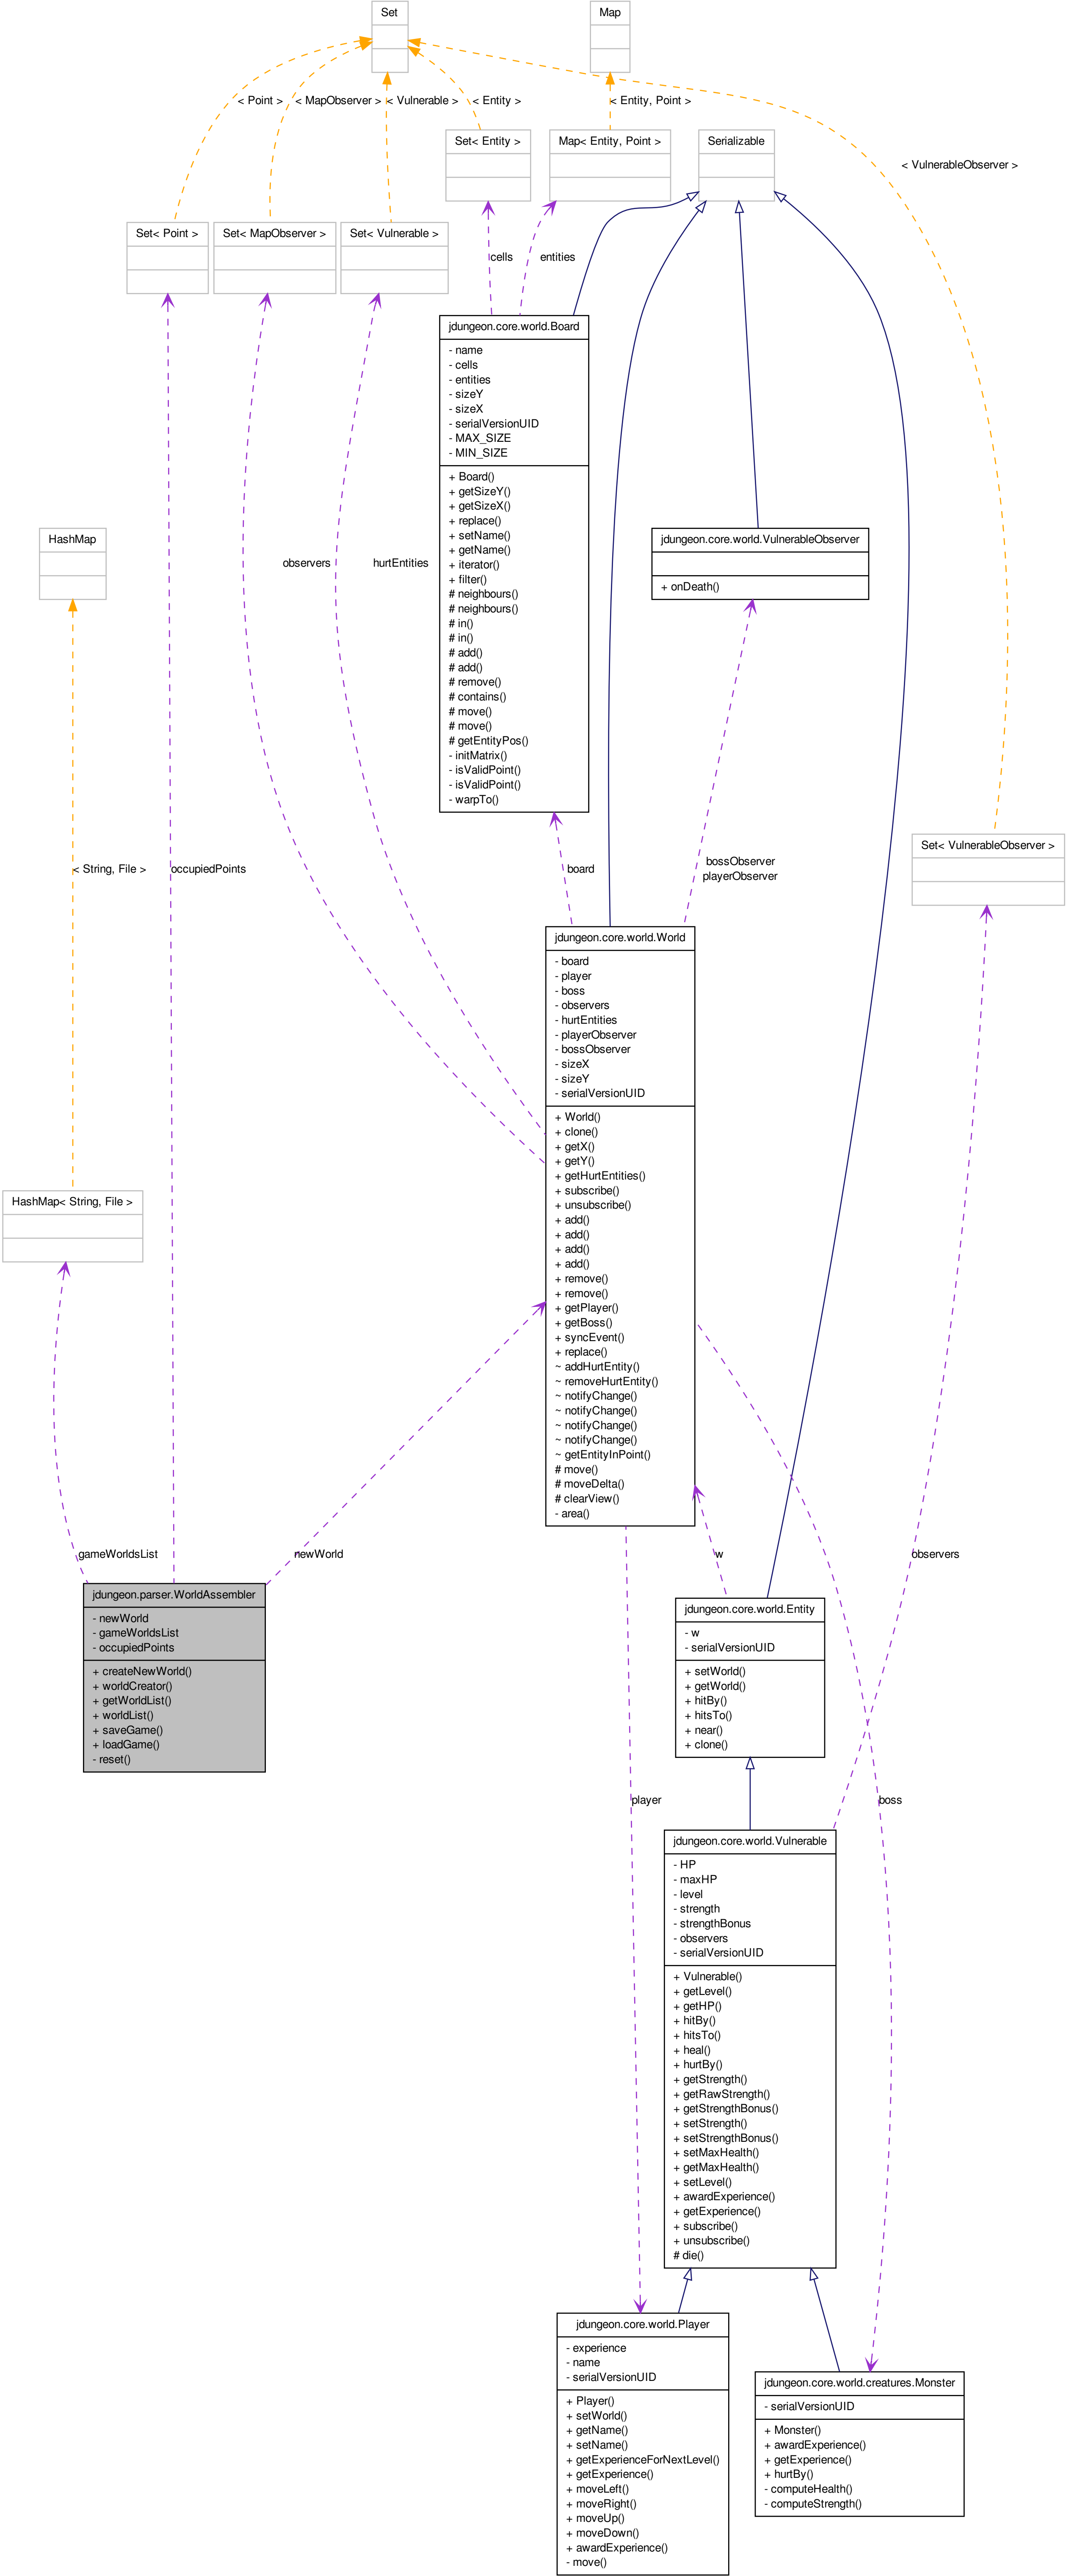 Set
Map
< Point >
< MapObserver >
< Vulnerable >
< Entity >
< Entity, Point >
Set< Entity >
Map< Entity, Point >
Serializable
< VulnerableObserver >
Set< Point >
Set< MapObserver >
Set< Vulnerable >
cells
entities
jdungeon.core.world.Board
- name
- cells
- entities
- sizeY
- sizeX
- serialVersionUID
- MAX_SIZE
- MIN_SIZE
+ Board()
+ getSizeY()
+ getSizeX()
+ replace()
+ setName()
+ getName()
+ iterator()
+ filter()
# neighbours()
# neighbours()
# in()
# in()
# add()
# add()
# remove()
# contains()
# move()
# move()
# getEntityPos()
- initMatrix()
- isValidPoint()
- isValidPoint()
- warpTo()
HashMap
observers
hurtEntities
jdungeon.core.world.VulnerableObserver
+ onDeath()
Set< VulnerableObserver >
< String, File >
occupiedPoints
board
bossObserver
playerObserver
jdungeon.core.world.World
- board
- player
- boss
- observers
- hurtEntities
- playerObserver
- bossObserver
- sizeX
- sizeY
- serialVersionUID
+ World()
+ clone()
+ getX()
+ getY()
+ getHurtEntities()
+ subscribe()
+ unsubscribe()
+ add()
+ add()
+ add()
+ add()
+ remove()
+ remove()
+ getPlayer()
+ getBoss()
+ syncEvent()
+ replace()
~ addHurtEntity()
~ removeHurtEntity()
~ notifyChange()
~ notifyChange()
~ notifyChange()
~ notifyChange()
~ getEntityInPoint()
# move()
# moveDelta()
# clearView()
- area()
HashMap< String, File >
gameWorldsList
newWorld
w
observers
jdungeon.parser.WorldAssembler
- newWorld
- gameWorldsList
- occupiedPoints
+ createNewWorld()
+ worldCreator()
+ getWorldList()
+ worldList()
+ saveGame()
+ loadGame()
- reset()
jdungeon.core.world.Entity
- w
- serialVersionUID
+ setWorld()
+ getWorld()
+ hitBy()
+ hitsTo()
+ near()
+ clone()
player
boss
jdungeon.core.world.Vulnerable
- HP
- maxHP
- level
- strength
- strengthBonus
- observers
- serialVersionUID
+ Vulnerable()
+ getLevel()
+ getHP()
+ hitBy()
+ hitsTo()
+ heal()
+ hurtBy()
+ getStrength()
+ getRawStrength()
+ getStrengthBonus()
+ setStrength()
+ setStrengthBonus()
+ setMaxHealth()
+ getMaxHealth()
+ setLevel()
+ awardExperience()
+ getExperience()
+ subscribe()
+ unsubscribe()
# die()
jdungeon.core.world.Player
- experience
- name
- serialVersionUID
+ Player()
+ setWorld()
+ getName()
+ setName()
+ getExperienceForNextLevel()
+ getExperience()
+ moveLeft()
+ moveRight()
+ moveUp()
+ moveDown()
+ awardExperience()
- move()
jdungeon.core.world.creatures.Monster
- serialVersionUID
+ Monster()
+ awardExperience()
+ getExperience()
+ hurtBy()
- computeHealth()
- computeStrength()